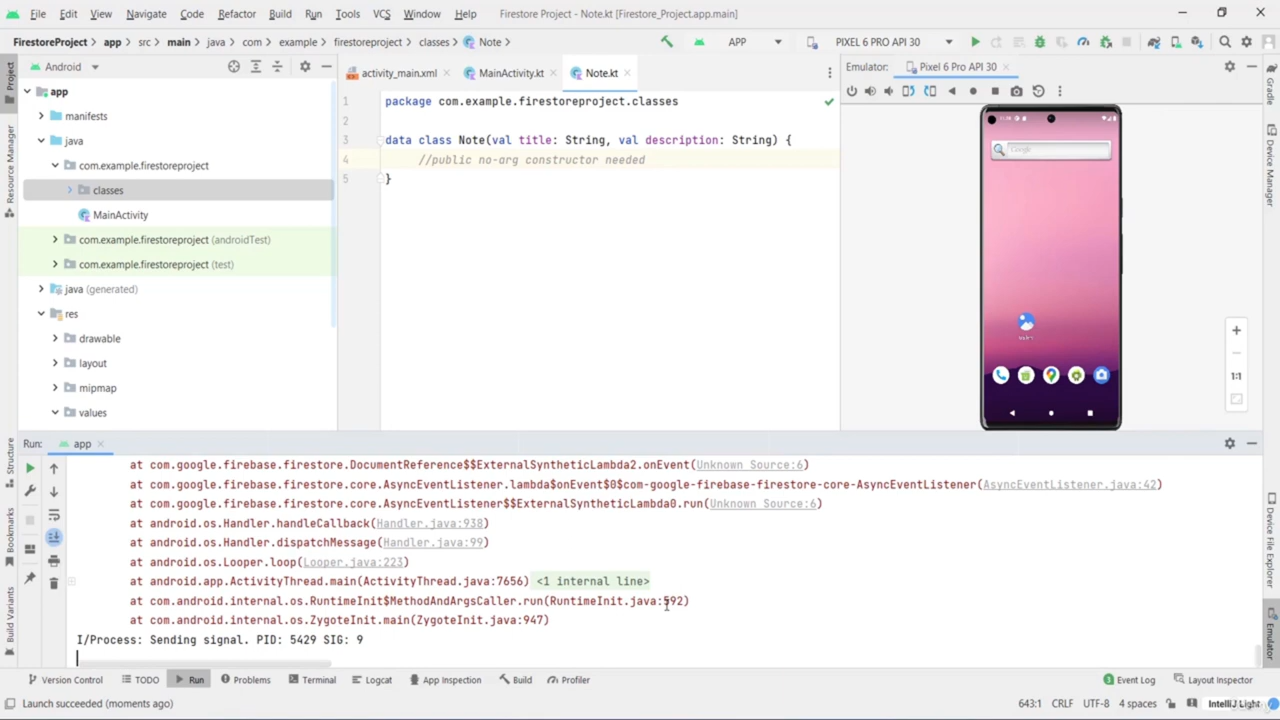 File Edit View Navigate Code Refactor Build Run Tools VCS Window Help Firestore Project - Note.kt [Firestore_Project.app.main]
FirestoreProject app src main java com example firestoreproject classes Note APP PIXEL 6 PRO API 30
Project
Android
app
manifests
java
com.example.firestoreproject
classes
MainActivity
com.example.firestoreproject (androidTest)
com.example.firestoreproject (test)
java (generated)
res
drawable
layout
mipmap
values
Resource Manager
activity_main.xml MainActivity.kt Note.kt
1 package com.example.firestoreproject.classes
2
3 data class Note(val title: String, val description: String) {
4 //public no-arg constructor needed
5 }
Emulator: Pixel 6 Pro API 30
Google
1:1
Gradle
Device Manager
Run: app
at com.google.firebase.firestore.DocumentReference$$ExternalSyntheticLambda2.onEvent(Unknown Source:6)
at com.google.firebase.firestore.core.AsyncEventListener.lambda$onEvent$0$com-google-firebase-firestore-core-AsyncEventListener(AsyncEventListener.java:42)
at com.google.firebase.firestore.core.AsyncEventListener$$ExternalSyntheticLambda0.run(Unknown Source:6)
at android.os.Handler.handleCallback(Handler.java:938)
at android.os.Handler.dispatchMessage(Handler.java:99)
at android.os.Looper.loop(Looper.java:223)
at android.app.ActivityThread.main(ActivityThread.java:7656) <1 internal line>
at com.android.internal.os.RuntimeInit$MethodAndArgsCaller.run(RuntimeInit.java:592)
at com.android.internal.os.ZygoteInit.main(ZygoteInit.java:947)
I/Process: Sending signal. PID: 5429 SIG: 9
Structure
Bookmarks
Build Variants
Device File Explorer
Emulator
Version Control TODO Run Problems Terminal Logcat App Inspection Build Profiler Event Log Layout Inspector
Launch succeeded (moments ago) 643:1 CRLF UTF-8 4 spaces IntelliJ Light